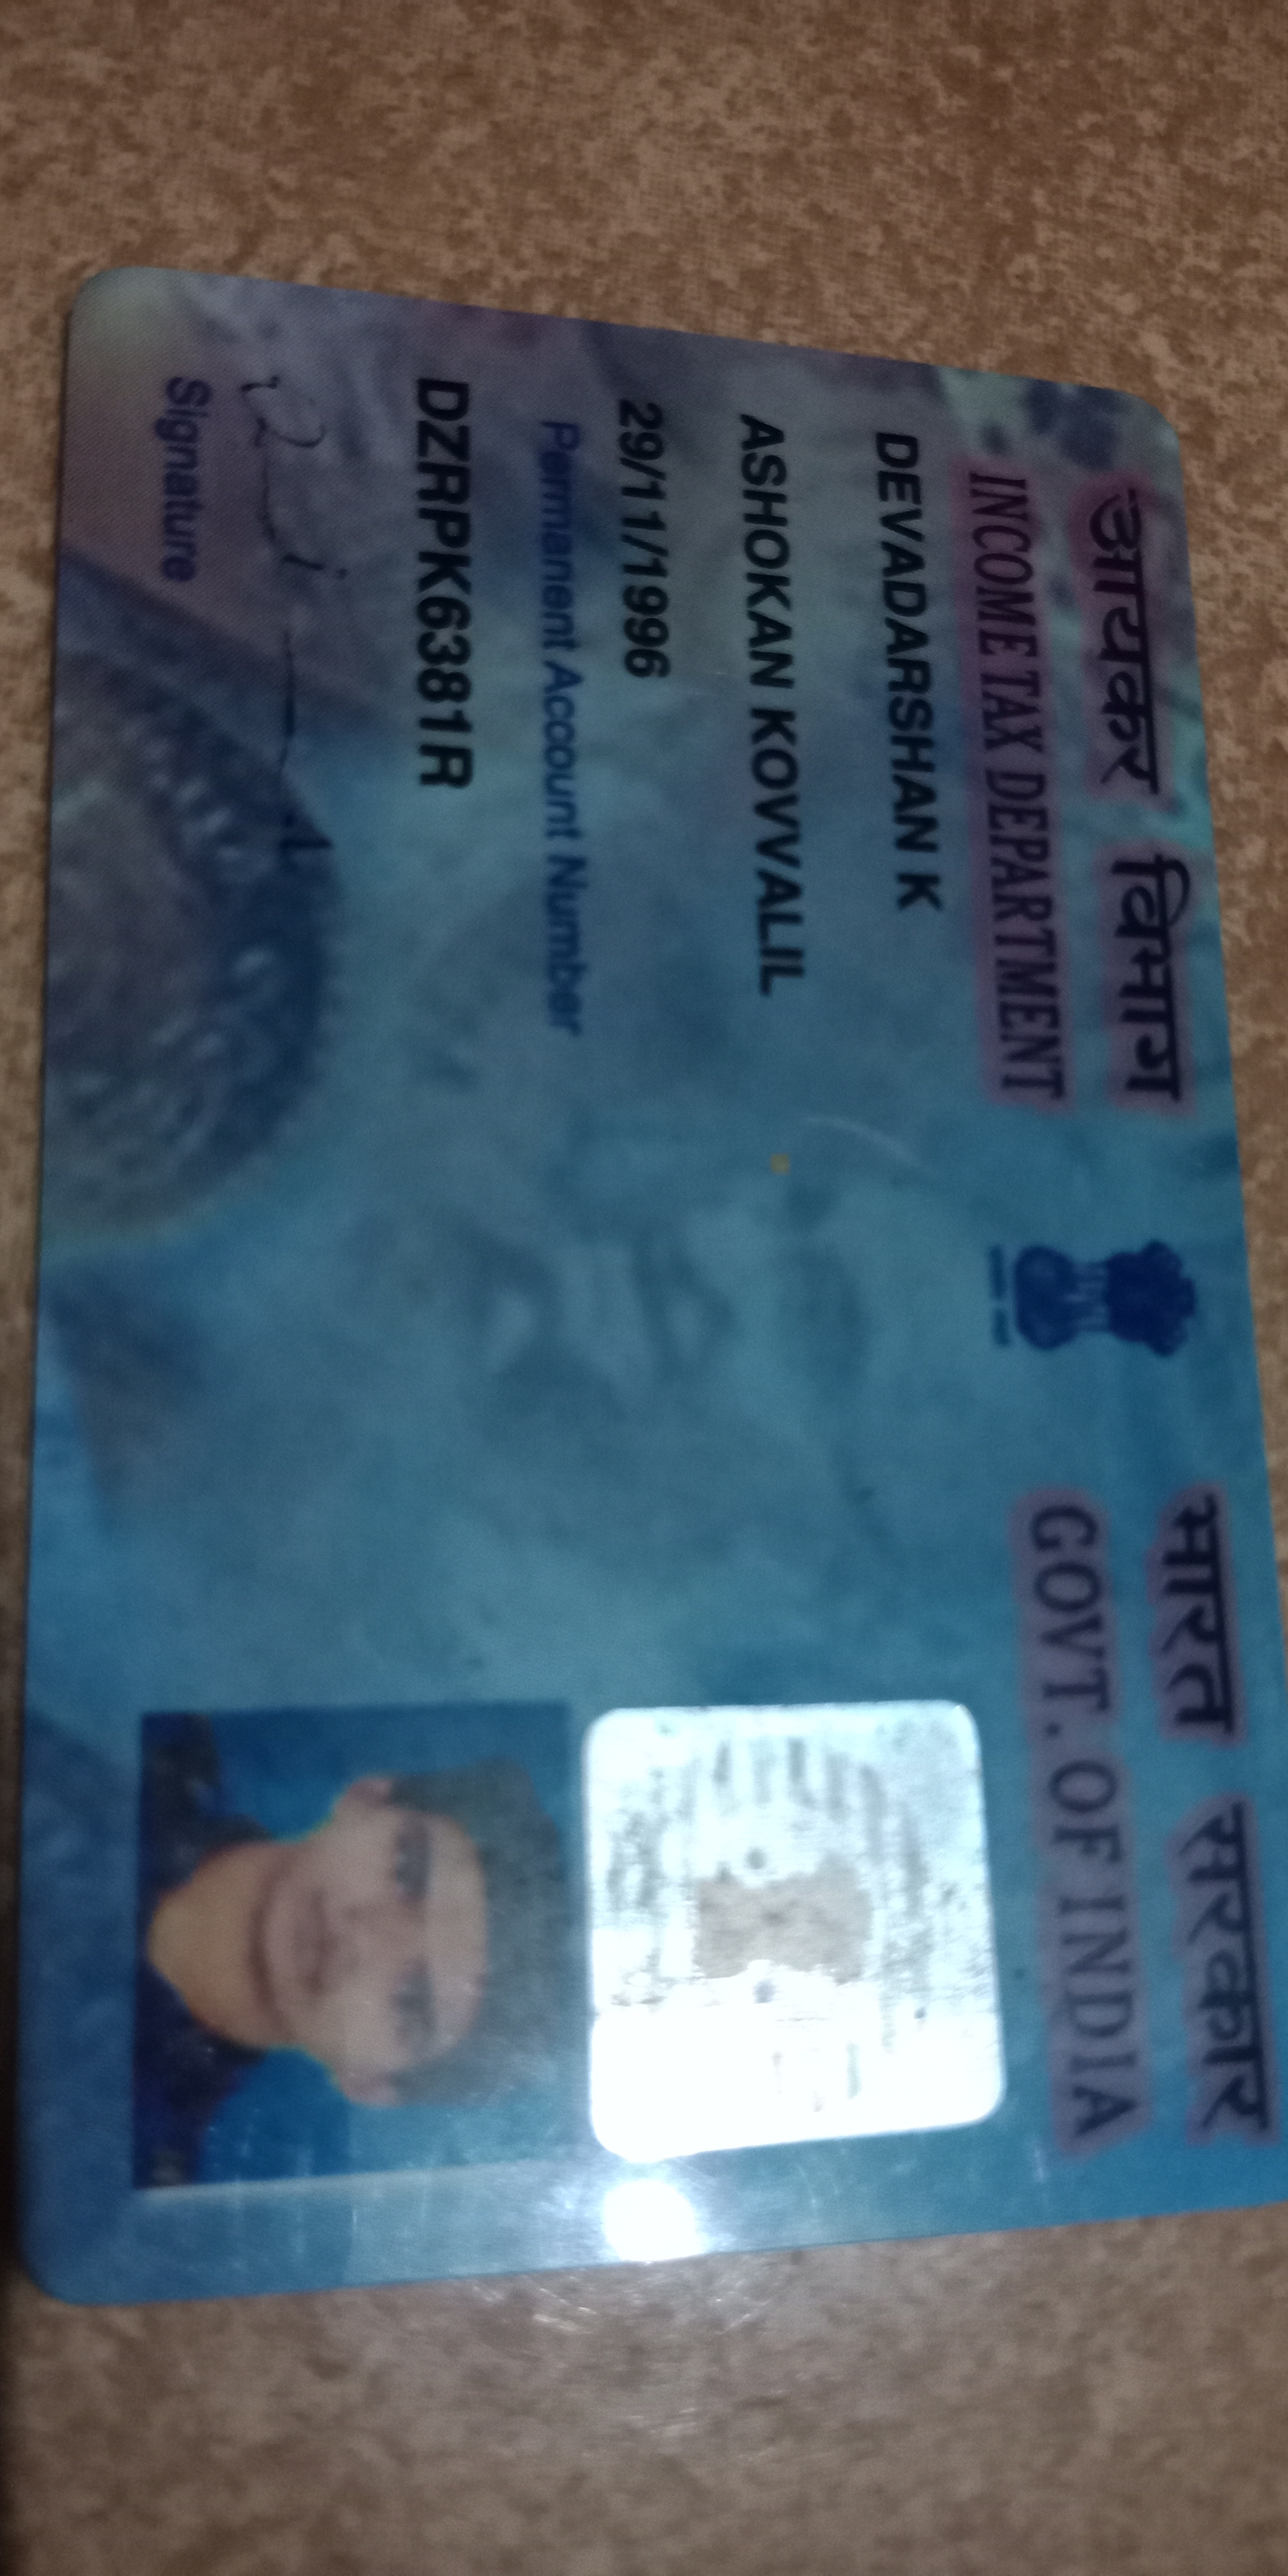 आयकर विभाग
INCOME TAX DEPARTMENT
भारत सरकार
GOVT. OF INDIA
DEVADARSHAN K
ASHOKAN KOVVALIL
29/11/1996
Permanent Account Number
DZRPK6381R
Signature